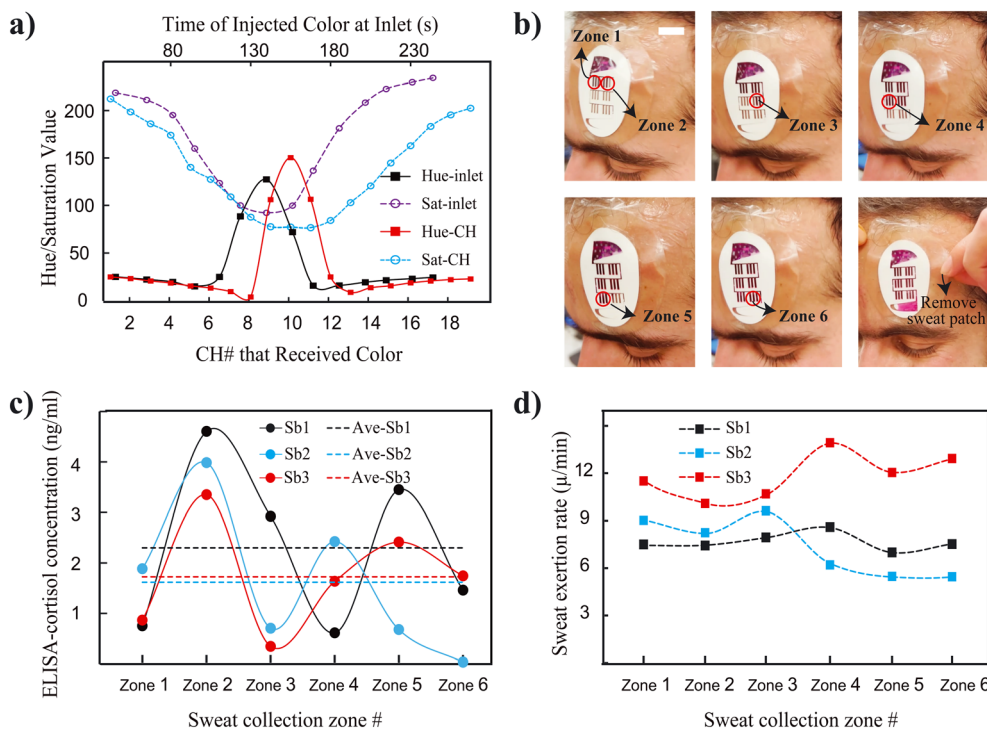 a)
Time of Injected Color at Inlet (s)
80 130 180 230
Hue/Saturation Value
200
150
100
50
0
Hue-inlet
Sat-inlet
Hue-CH
Sat-CH
2 4 6 8 10 12 14 16 18
CH# that Received Color
b)
Zone 1
Zone 2
Zone 3
Zone 4
Zone 5
Zone 6
Remove
sweat patch
c)
ELISA-cortisol concentration (ng/ml)
4
3
2
1
Sb1 Ave-Sb1
Sb2 Ave-Sb2
Sb3 Ave-Sb3
Zone 1 Zone 2 Zone 3 Zone 4 Zone 5 Zone 6
Sweat collection zone #
d)
Sweat exertion rate (μ/min)
12
9
6
3
Sb1
Sb2
Sb3
Zone 1 Zone 2 Zone 3 Zone 4 Zone 5 Zone 6
Sweat collection zone #